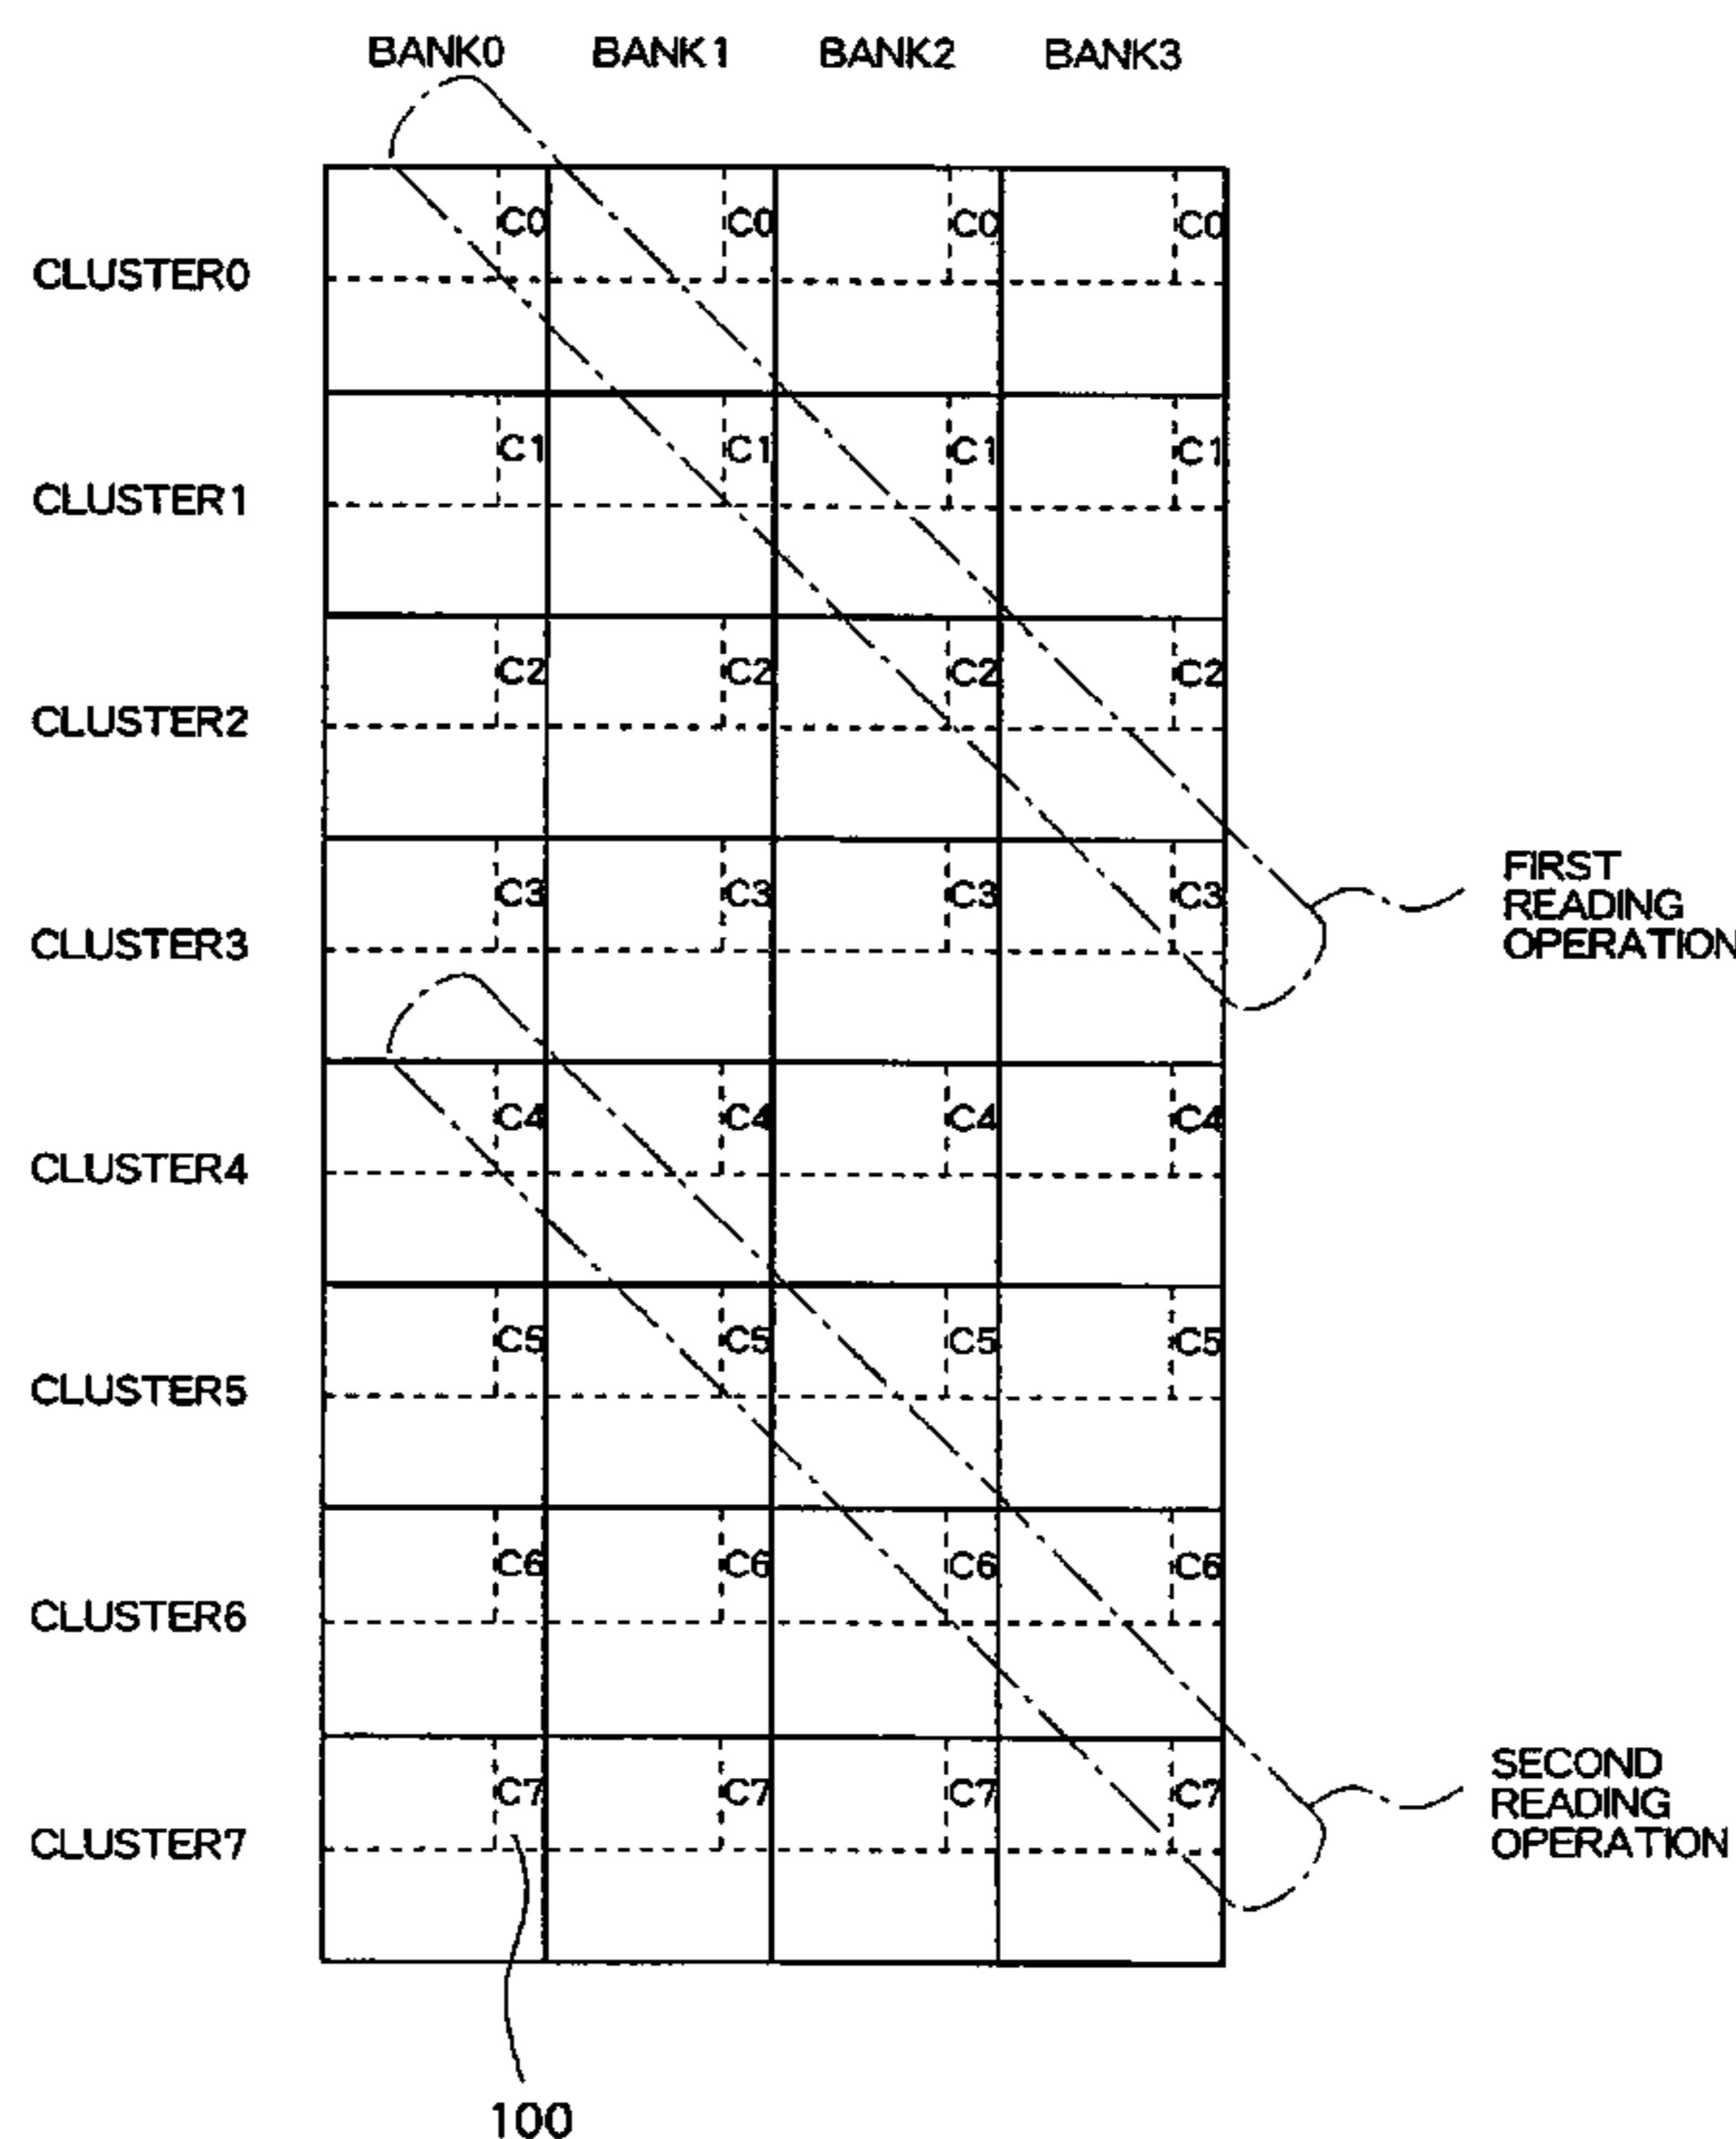 BANK0 BANK1 BANK2 BANK3
CLUSTER0 C0 C0 C0 C0
CLUSTER1 C1 C1 C1 C1
CLUSTER2 C2 C2 C2 C2
CLUSTER3 C3 C3 C3 C3
FIRST
READING
OPERATION
CLUSTER4 C4 C4 C4 C4
CLUSTER5 C5 C5 C5 C5
CLUSTER6 C6 C6 C6 C6
CLUSTER7 C7 C7 C7 C7
SECOND
READING
OPERATION
100